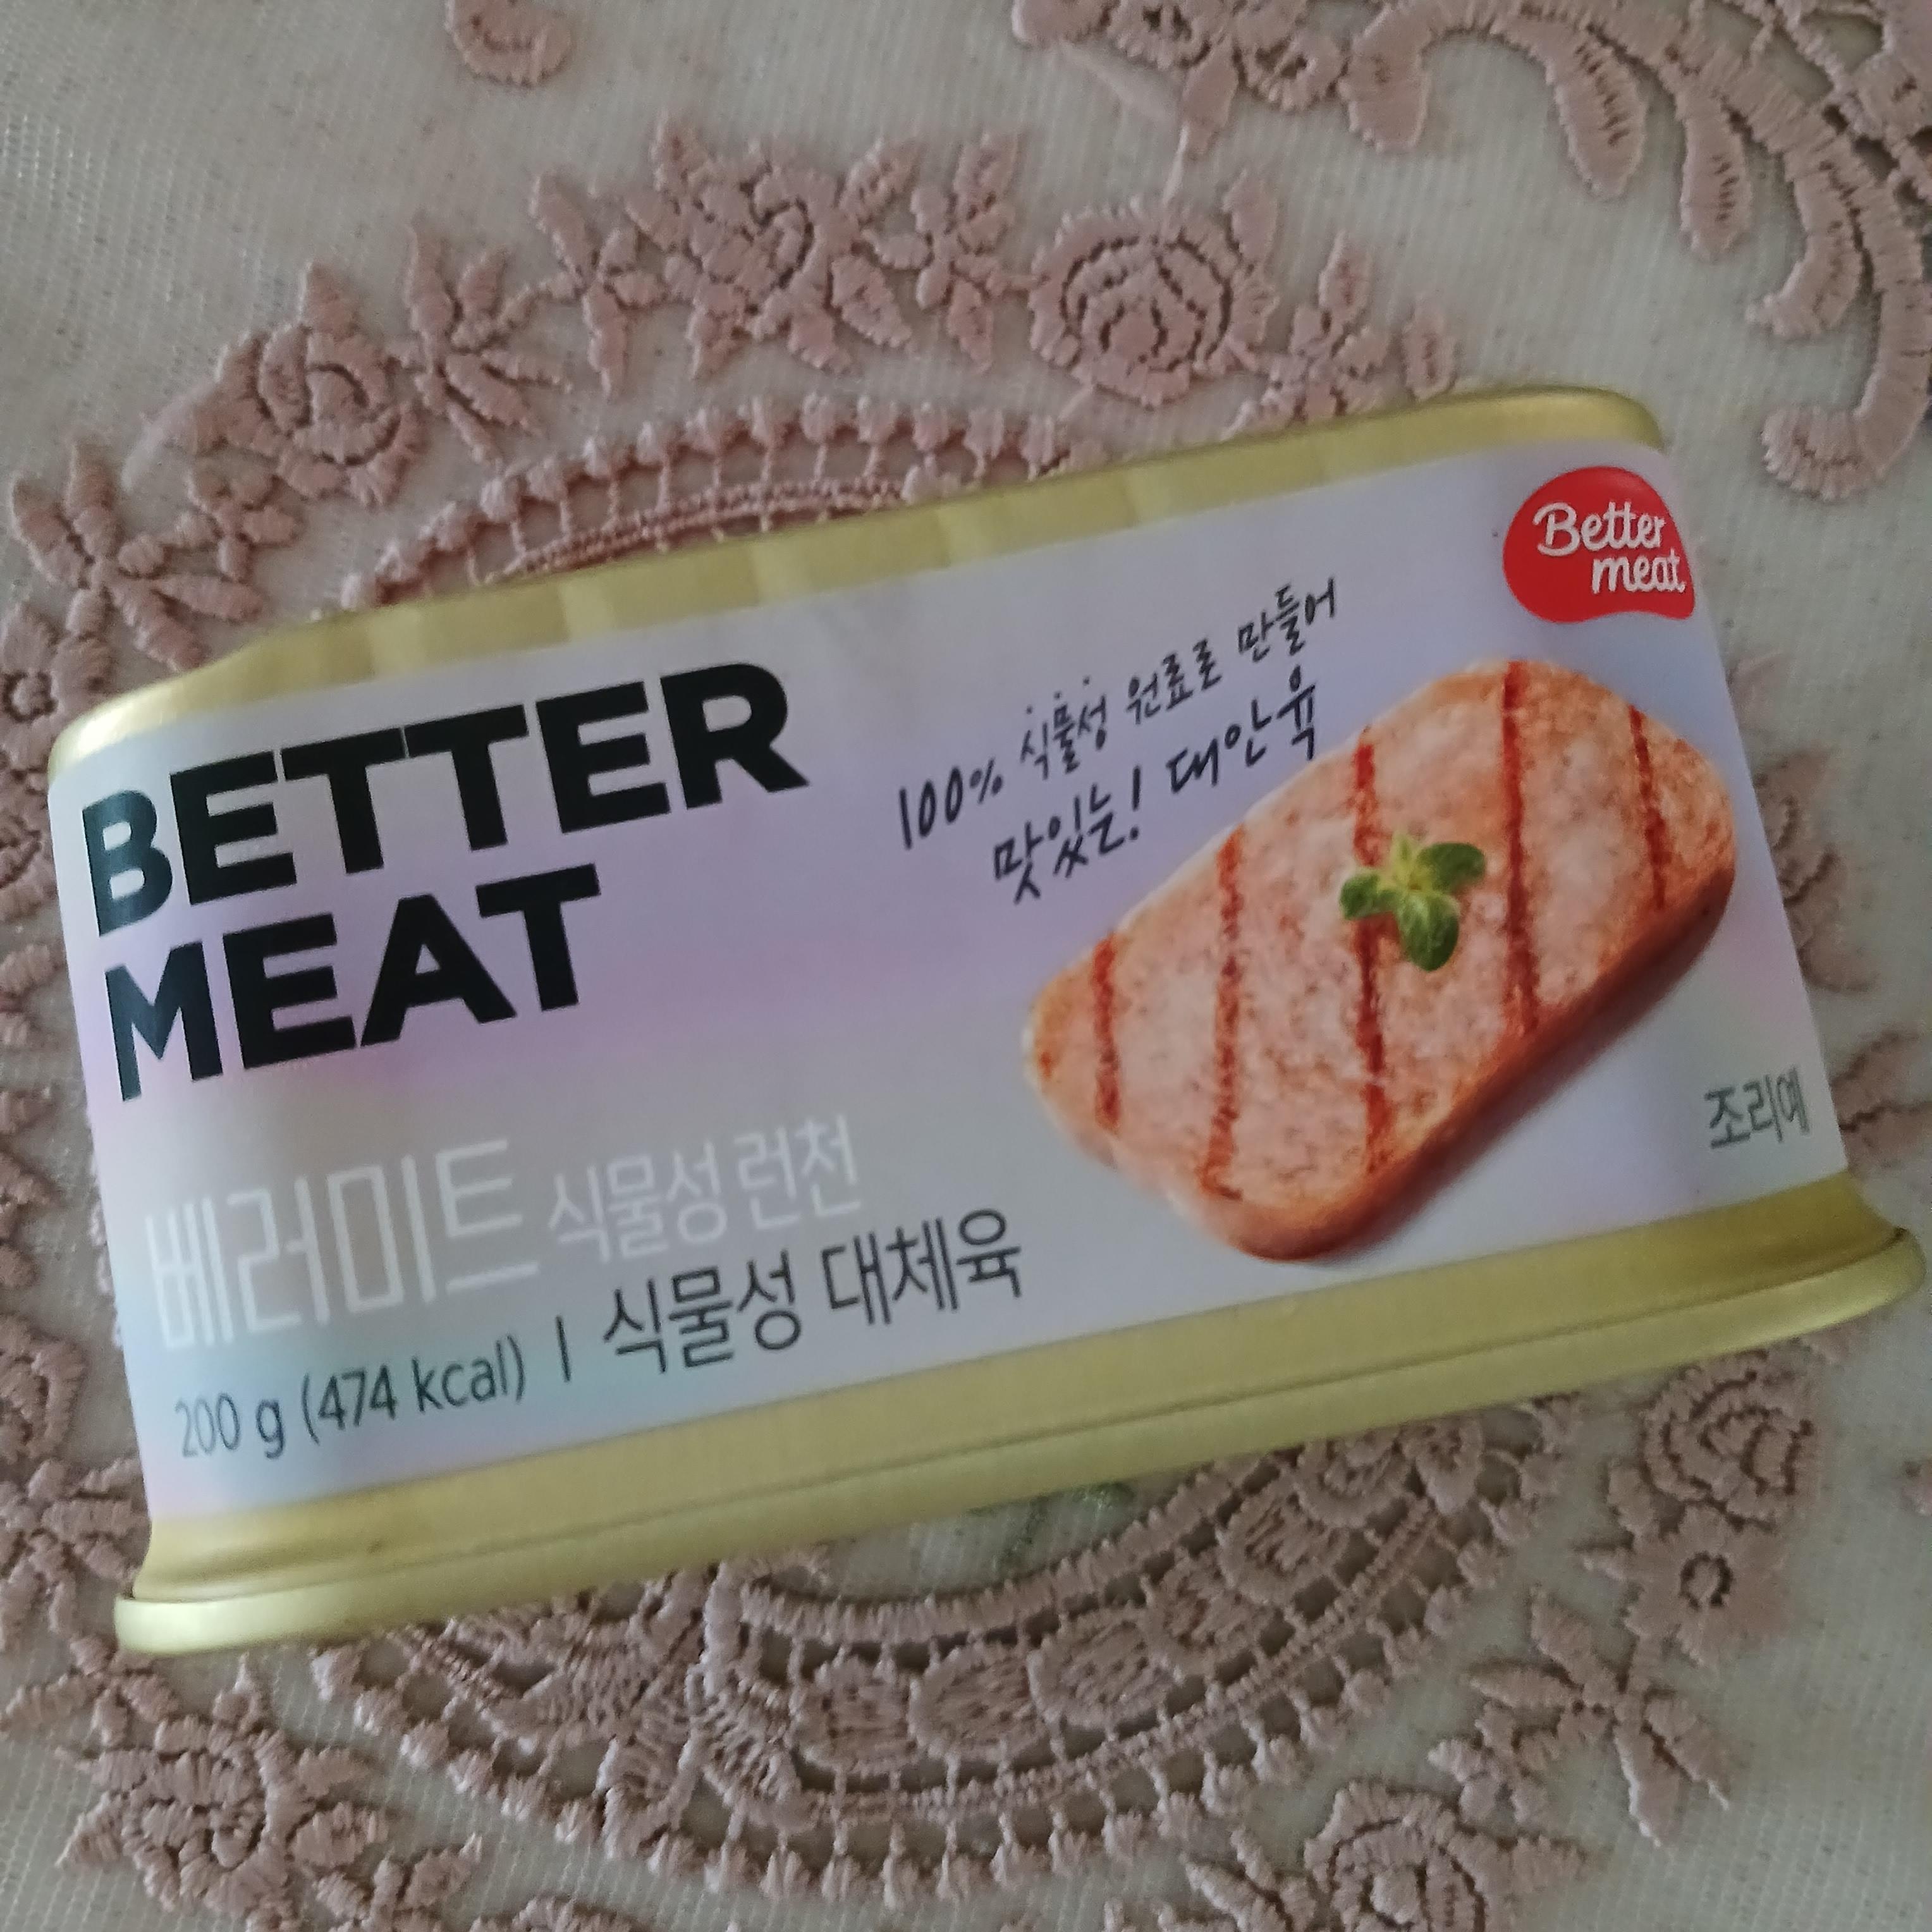 Better
meat
BETTER
MEAT
100% 식물성 원료로 만들어
맛있는! 대안육
조리예
베러미트 식물성 런천
200 g (474 kcal) | 식물성 대체육